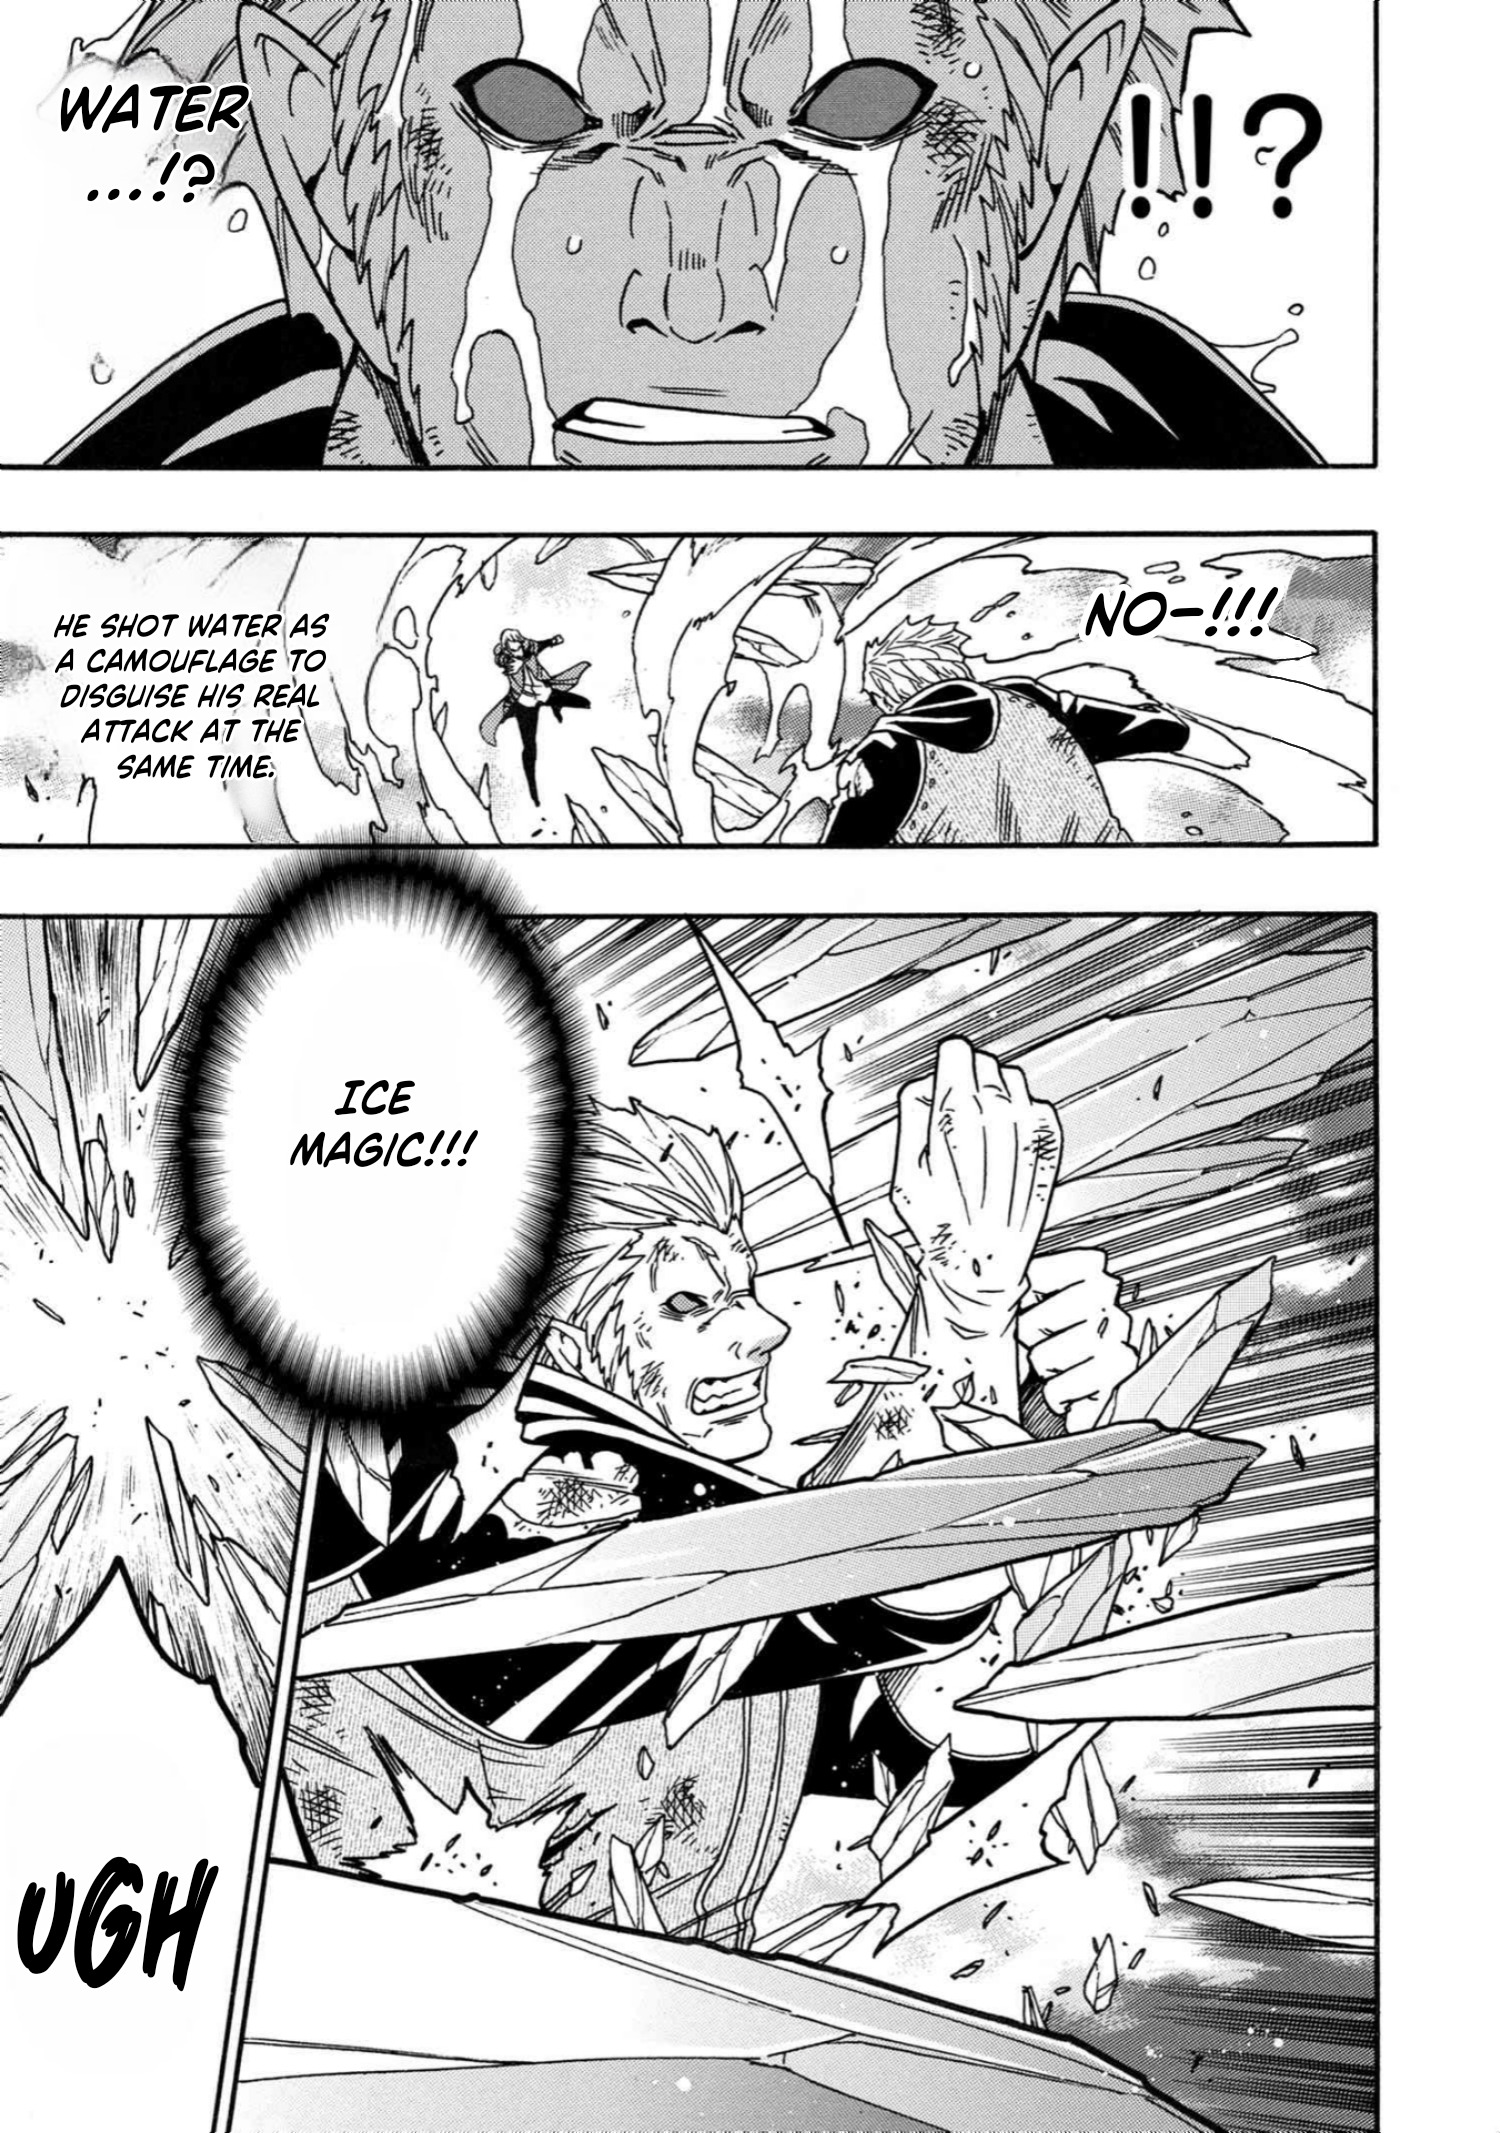 !!?
WATER
...!?
NO-!!!
HE SHOT WATER AS
A CAMOUFLAGE TO
DISGUISE HIS REAL
ATTACK AT THE
SAME TIME.
ICE
MAGIC!!!
UGH